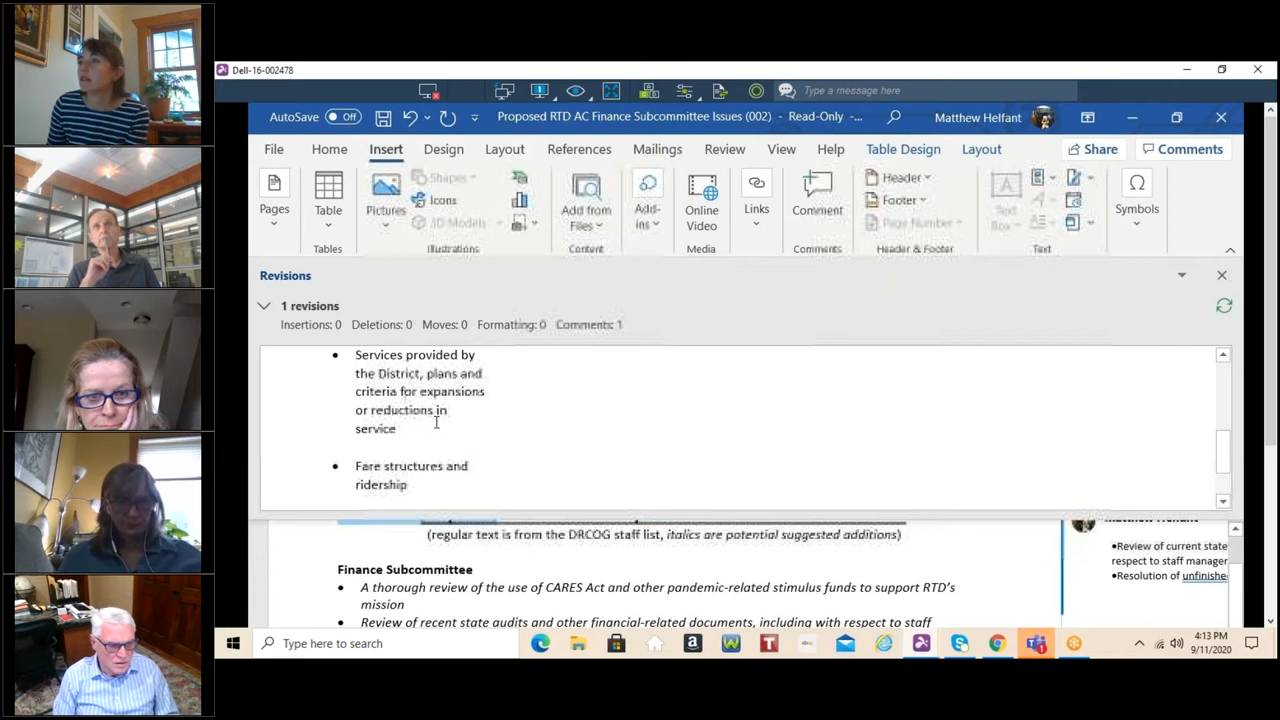 Dell-16-002478
Type a message here
AutoSave Off Proposed RTD AC Finance Subcommittee Issues (002) - Read-Only -... Matthew Helfant
File Home Insert Design Layout References Mailings Review View Help Table Design Layout Share Comments
Pages Table Pictures Shapes Icons 3D Models Add from Files Add-ins Online Video Links Comment Header Footer Page Number Text Box Symbols
Tables Illustrations Content Media Comments Header & Footer Text
Revisions
1 revisions
Insertions: 0 Deletions: 0 Moves: 0 Formatting: 0 Comments: 1
• Services provided by
the District, plans and
criteria for expansions
or reductions in
service
• Fare structures and
ridership
(regular text is from the DRCOG staff list, italics are potential suggested additions)
Matthew Helfant
•Review of current state
respect to staff manager
•Resolution of unfinishe
Finance Subcommittee
• A thorough review of the use of CARES Act and other pandemic-related stimulus funds to support RTD's
mission
• Review of recent state audits and other financial-related documents, including with respect to staff
Type here to search
4:13 PM
9/11/2020